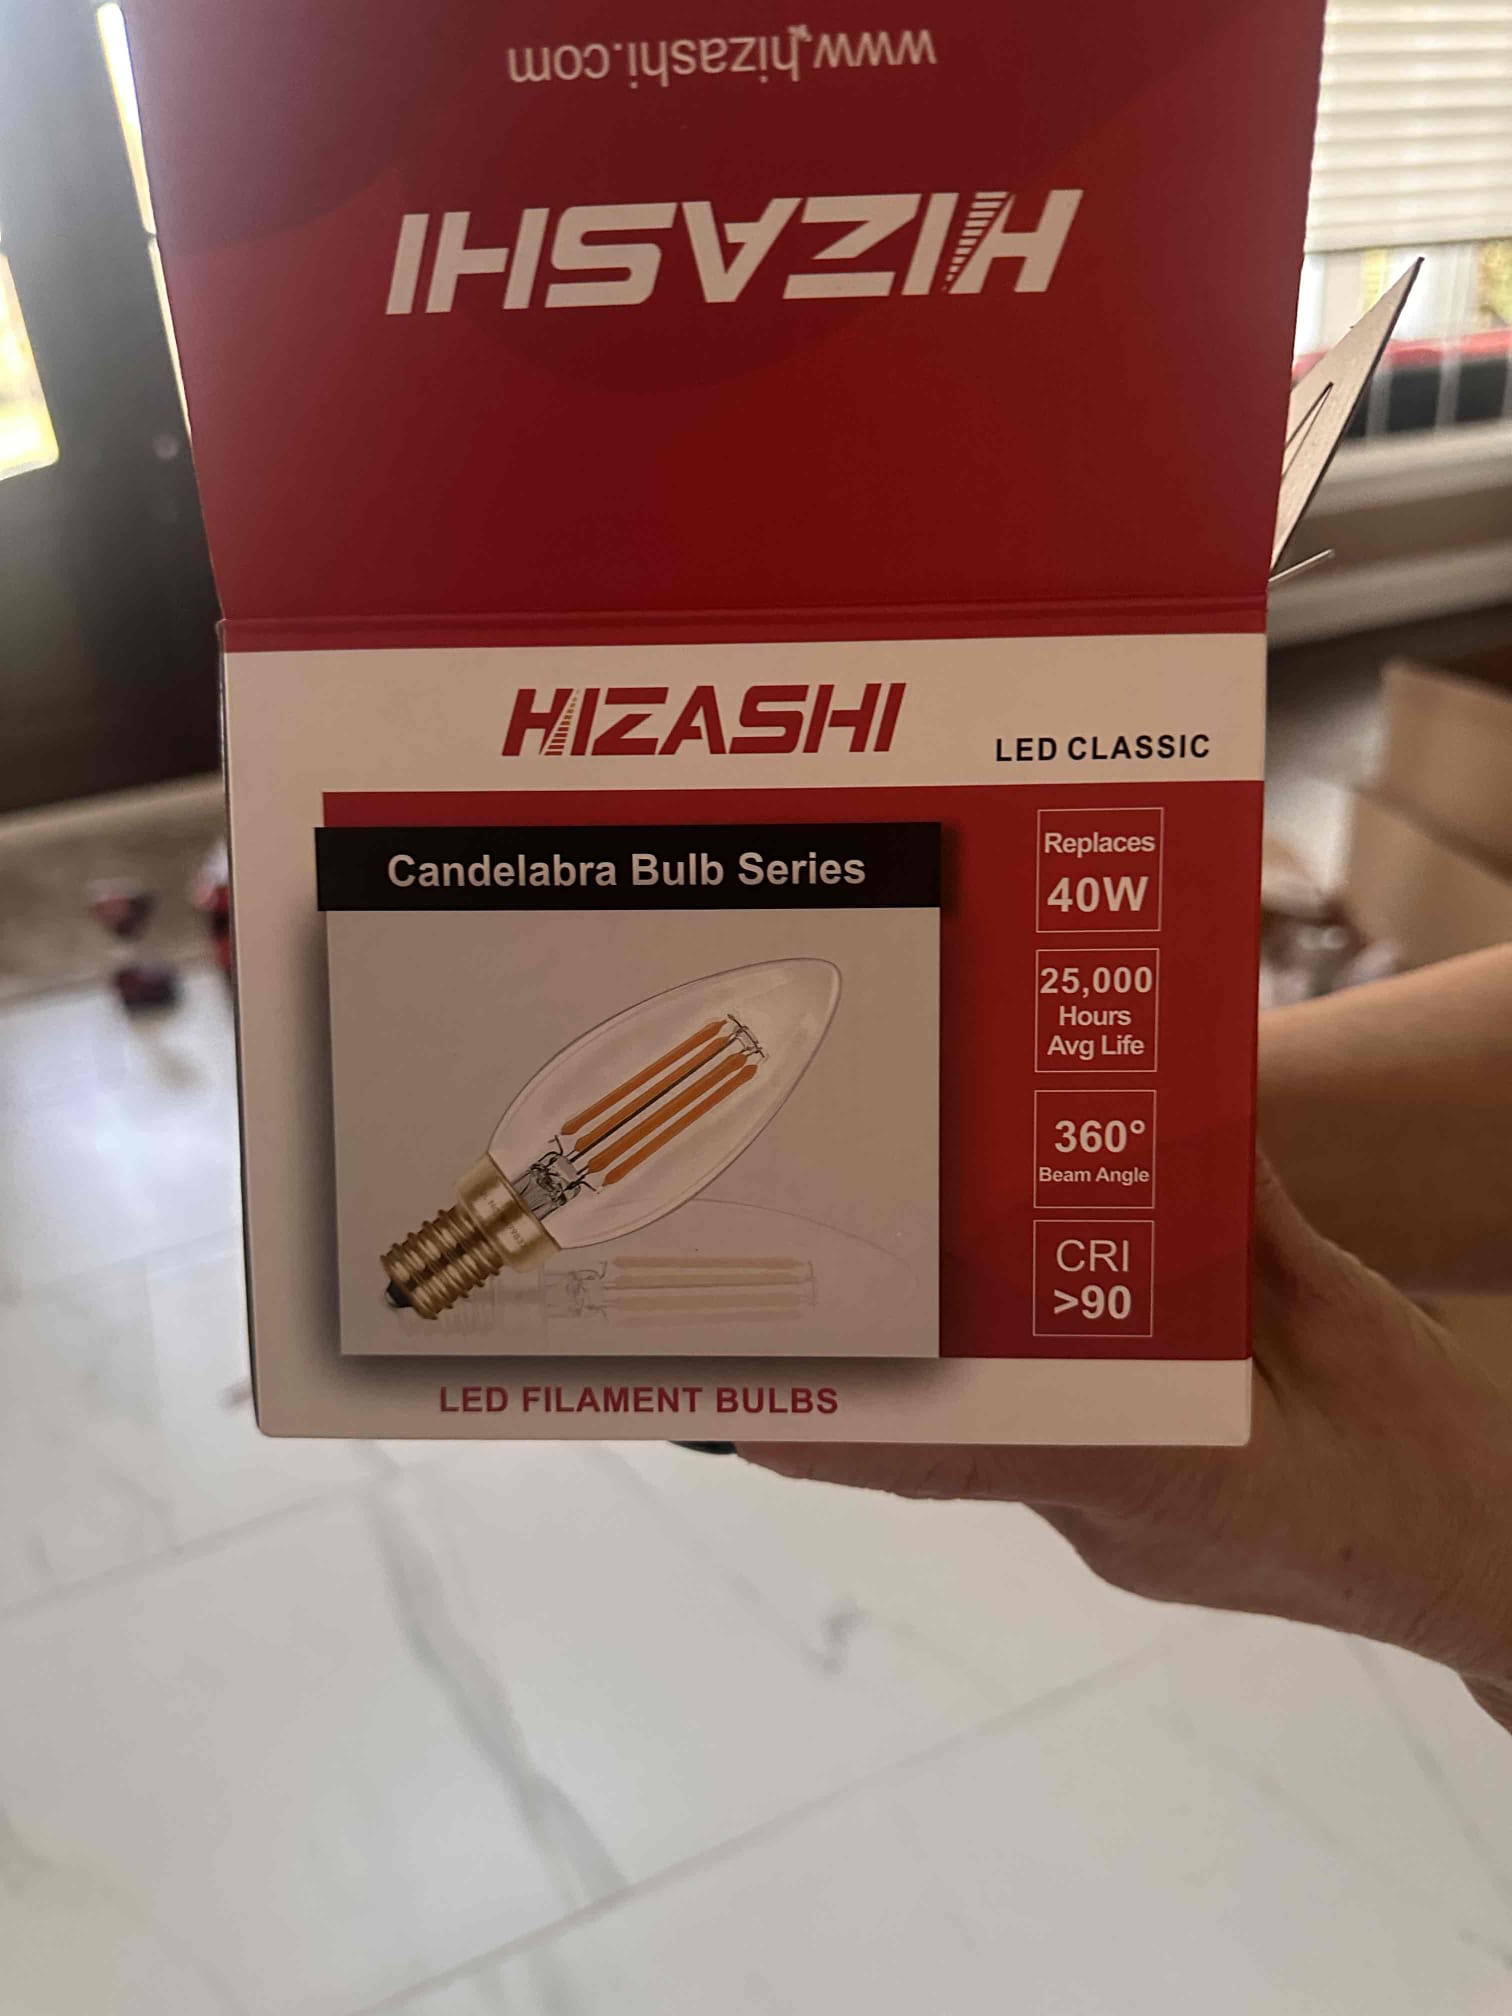 www.hizashi.com
HIZASHI
HIZASHI
LED CLASSIC
Candelabra Bulb Series
Replaces
40W
25,000
Hours
Avg Life
360°
Beam Angle
CRI
>90
LED FILAMENT BULBS